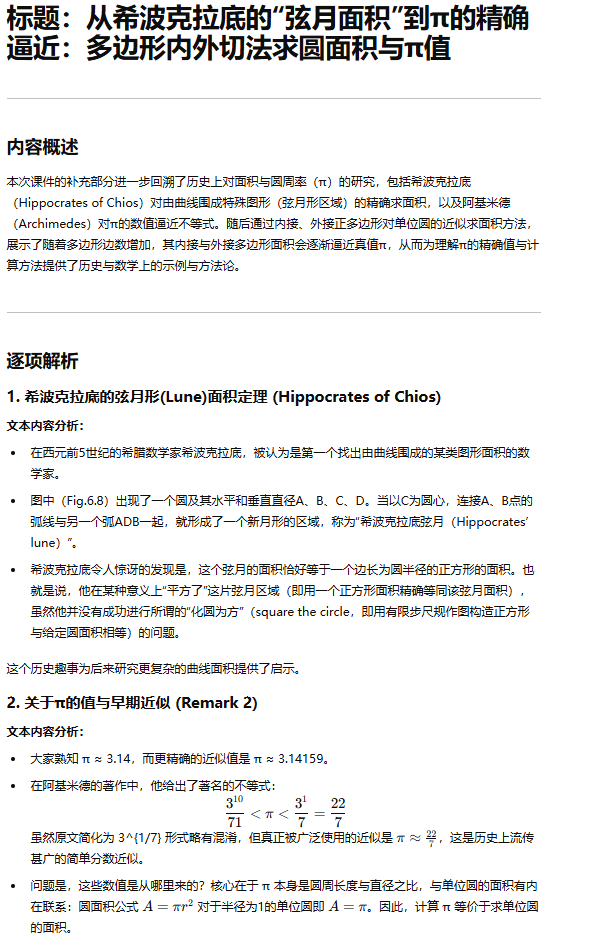 标题：从希波克拉底的“弦月面积”到π的精确
逼近：多边形内外切法求圆面积与π值
内容概述
本次课件的补充部分进一步回溯了历史上对面积与圆周率（π）的研究，包括希波克拉底
（Hippocrates of Chios）对由曲线围成特殊图形（弦月形区域）的精确求面积，以及阿基米德
（Archimedes）对π的数值逼近不等式。随后通过内接、外接正多边形对单位圆的近似求面积方法，
展示了随着多边形边数增加，其内接与外接多边形面积会逐渐逼近真值π，从而为理解π的精确值与计
算方法提供了历史与数学上的示例与方法论。
逐项解析
1. 希波克拉底的弦月形(Lune)面积定理 (Hippocrates of Chios)
文本内容分析：
• 在西元前5世纪的希腊数学家希波克拉底，被认为是第一个找出由曲线围成的某类图形面积的数
学家。
• 图中（Fig.6.8）出现了一个圆及其水平和垂直直径A、B、C、D。当以C为圆心，连接A、B点的
弧线与另一个弧ADB一起，就形成了一个新月形的区域，称为“希波克拉底弦月（Hippocrates’
lune）”。
• 希波克拉底令人惊讶的发现是，这个弦月的面积恰好等于一个边长为圆半径的正方形的面积。也
就是说，他在某种意义上“平方了”这片弦月区域（即用一个正方形面积精确等同该弦月面积），
虽然他并没有成功进行所谓的“化圆为方”（square the circle，即用有限步尺规作图构造正方形
与给定圆面积相等）的问题。
这个历史趣事为后来研究更复杂的曲线面积提供了启示。
2. 关于π的值与早期近似 (Remark 2)
文本内容分析：
• 大家熟知 π ≈ 3.14，而更精确的近似值是 π ≈ 3.14159。
• 在阿基米德的著作中，他给出了著名的不等式：
3^{10}/71 < π < 3^1/7 = 22/7
虽然原文简化为 3^{1/7} 形式略有混淆，但真正被广泛使用的近似是 π ≈ 22/7，这是历史上流传
甚广的简单分数近似。
• 问题是，这些数值是从哪里来的？核心在于 π 本身是圆周长度与直径之比，与单位圆的面积有内
在联系：圆面积公式 A = πr² 对于半径为1的单位圆即 A = π。因此，计算 π 等价于求单位圆
的面积。